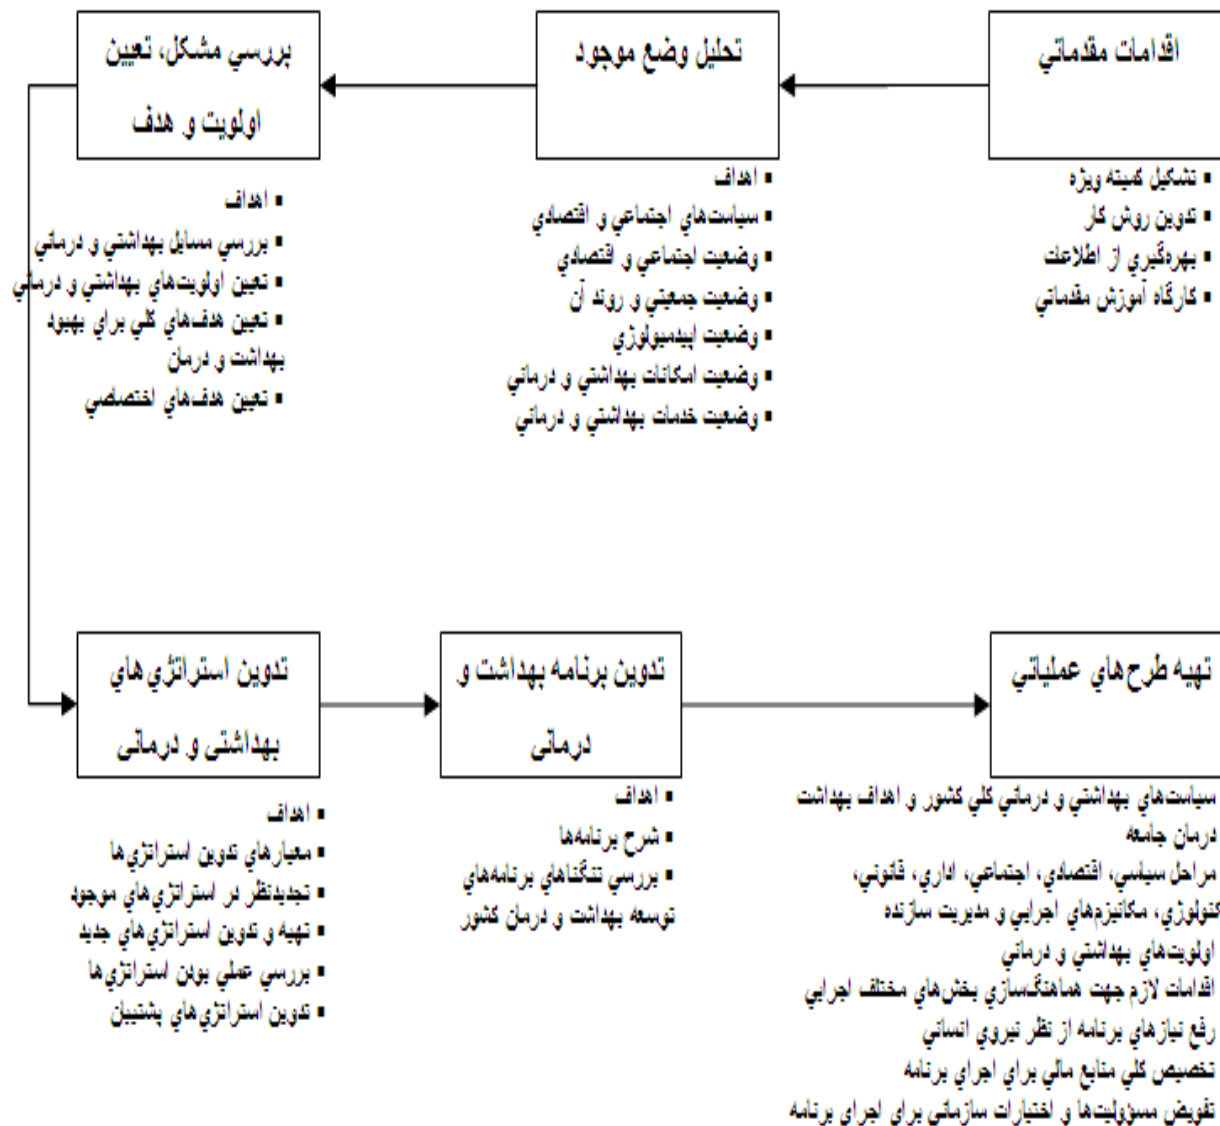 اقدامات مقدماتي
▪ تشكيل كميته ويژه
▪ تدوين روش كار
▪ بهره‌گيري از اطلاعات
▪ كارگاه آموزش مقدماتي
تحليل وضع موجود
▪ اهداف
▪ سياست‌هاي اجتماعي و اقتصادي
▪ وضعيت اجتماعي و اقتصادي
▪ وضعيت جمعيتي و روند آن
▪ وضعيت اپيدميولوژي
▪ وضعيت امكانات بهداشتي و درماني
▪ وضعيت خدمات بهداشتي و درماني
بررسي مشكل، تعيين
اولويت و هدف
▪ اهداف
▪ بررسي مسايل بهداشتي و درماني
▪ تعيين اولويت‌هاي بهداشتي و درماني
▪ تعيين هدف‌هاي كلي براي بهبود
بهداشت و درمان
▪ تعيين هدف‌هاي اختصاصي
تدوين استراتژي‌هاي
بهداشتی و درمانی
▪ اهداف
▪ معيارهاي تدوين استراتژي‌ها
▪ تجديدنظر در استراتژي‌هاي موجود
▪ تهيه و تدوين استراتژي‌هاي جديد
▪ بررسي عملي بودن استراتژي‌ها
▪ تدوين استراتژي‌هاي پشتيبان
تدوين برنامه بهداشت و
درمانی
▪ اهداف
▪ شرح برنامه‌ها
▪ بررسي تنگناهاي برنامه‌هاي
توسعه بهداشت و درمان كشور
تهيه طرح‌هاي عملياتي
سياست‌هاي بهداشتي و درماني كلي كشور و اهداف بهداشت
درمان جامعه
مراحل سياسي، اقتصادي، اجتماعي، اداري، قانوني،
كنولوژي، مكانيزم‌هاي اجرايي و مديريت سازنده
اولويت‌هاي بهداشتي و درماني
اقدامات لازم جهت هماهنگ‌سازي بخش‌هاي مختلف اجرايي
رفع نيازهاي برنامه از نظر نيروي انساني
تخصيص كلي منابع مالي براي اجراي برنامه
تفويض مسؤوليت‌ها و اختيارات سازمانی برای اجرای برنامه